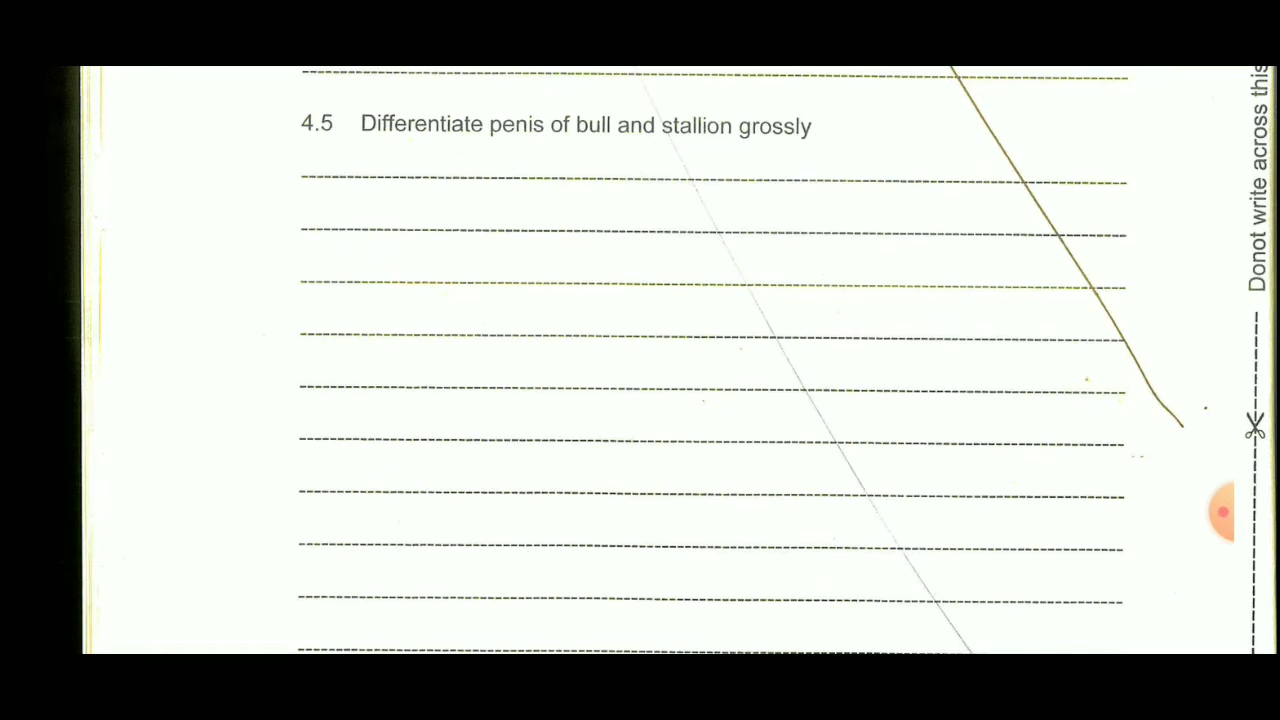 4.5 Differentiate penis of bull and stallion grossly
Donot write across this